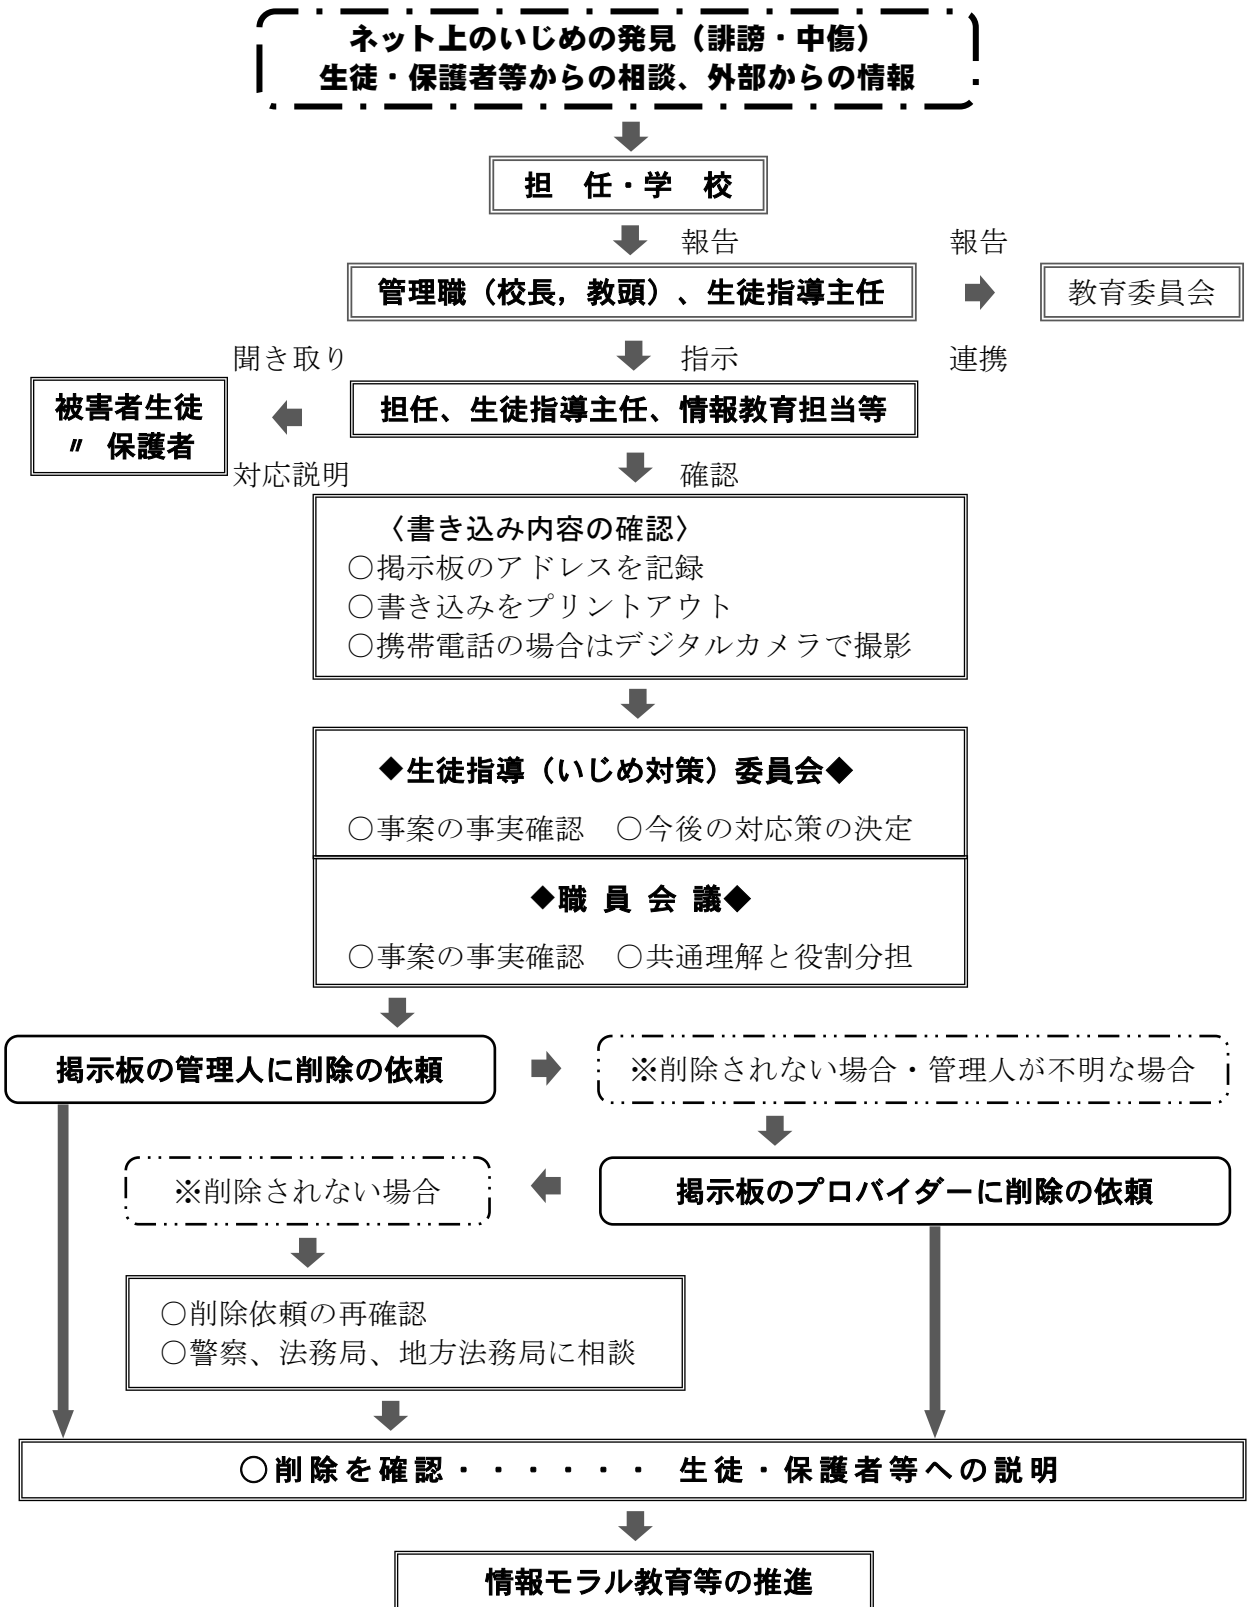 ネット上のいじめの発見（誹謗・中傷）
生徒・保護者等からの相談、外部からの情報
担　任・学　校
報告
報告
管理職（校長，教頭）、生徒指導主任
教育委員会
聞き取り
指示
連携
被害者生徒
〃 保護者
担任、生徒指導主任、情報教育担当等
対応説明
確認
〈書き込み内容の確認〉
○掲示板のアドレスを記録
○書き込みをプリントアウト
○携帯電話の場合はデジタルカメラで撮影
◆生徒指導（いじめ対策）委員会◆
○事案の事実確認　○今後の対応策の決定
◆職 員 会 議◆
○事案の事実確認　○共通理解と役割分担
掲示板の管理人に削除の依頼
※削除されない場合・管理人が不明な場合
※削除されない場合
掲示板のプロバイダーに削除の依頼
○削除依頼の再確認
○警察、法務局、地方法務局に相談
○削除を確認・・・・・・ 生徒・保護者等への説明
情報モラル教育等の推進